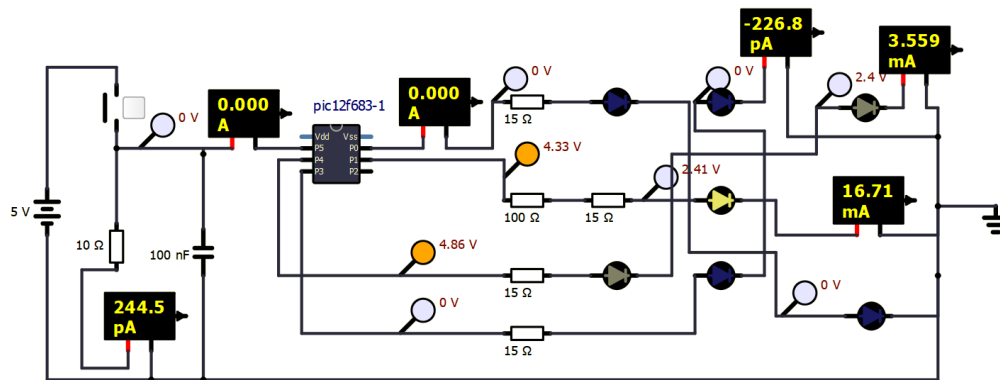 -226.8
pA
3.559
mA
0 V
0 V
2.4 V
0.000
A
pic12f683-1
0.000
A
0 V
15 Ω
Vdd
Vss
P5
P0
P4
P1
P3
P2
4.33 V
2.41 V
16.71
mA
5 V
100 Ω
15 Ω
10 Ω
100 nF
4.86 V
15 Ω
0 V
0 V
244.5
pA
15 Ω